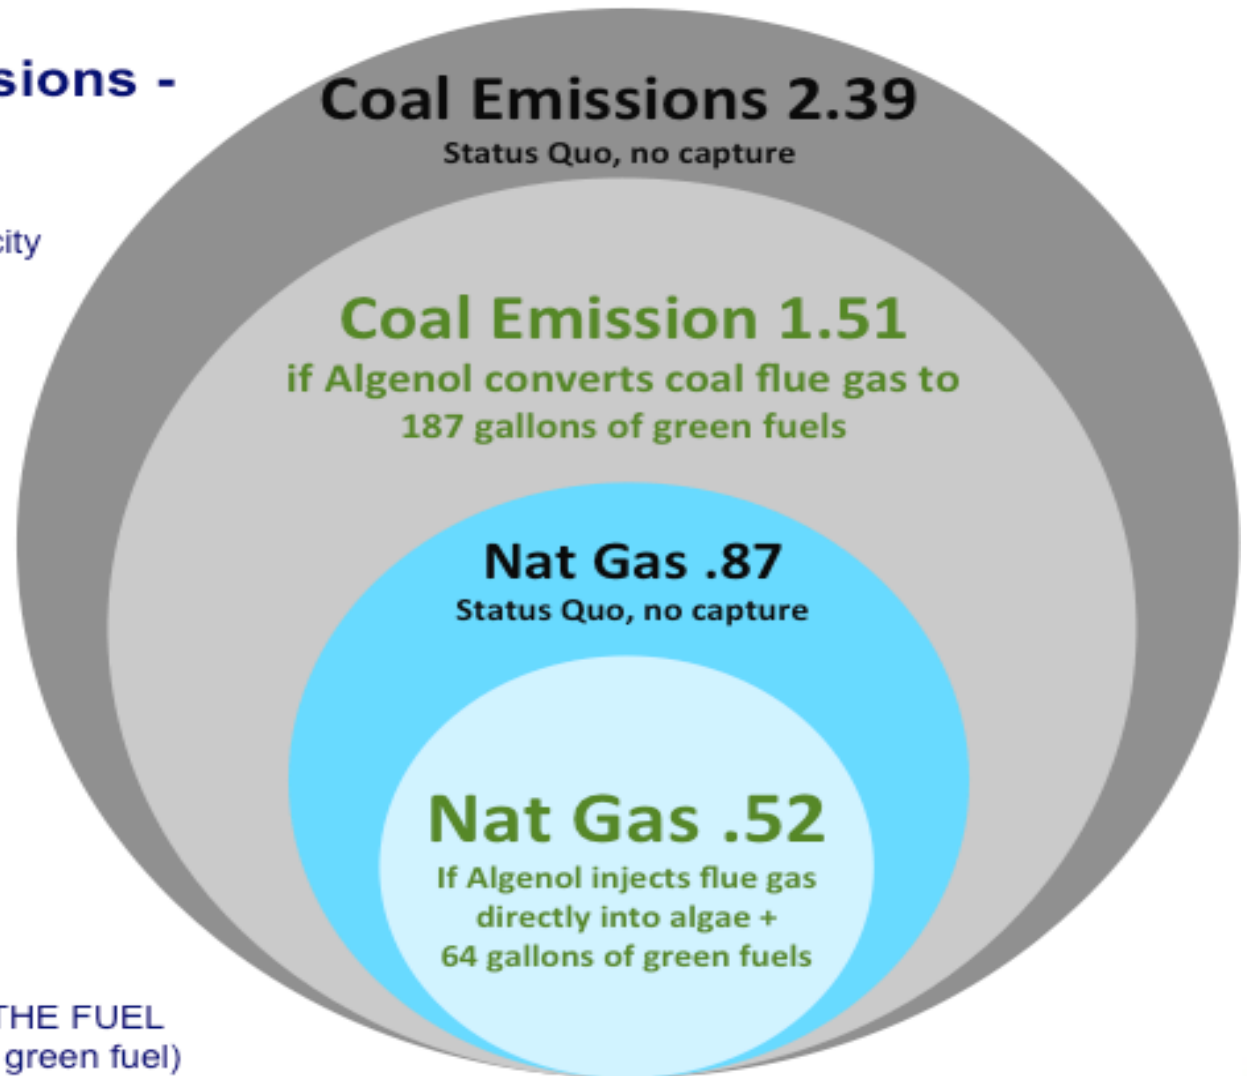 sions -
Coal Emissions 2.39
Status Quo, no capture
city
Coal Emission 1.51
if Algenol converts coal flue gas to
187 gallons of green fuels
Nat Gas .87
Status Quo, no capture
Nat Gas .52
If Algenol injects flue gas
directly into algae +
64 gallons of green fuels
THE FUEL
green fuel)